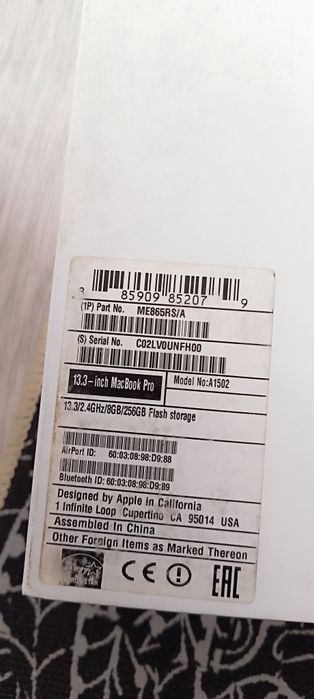 85909 85207 9
(1P) Part No. ME865RS/A
(S) Serial No. C02LV0UNFH00
13.3-inch MacBook Pro Model No:A1502
13.3/2.4GHz/8GB/256GB Flash storage
AirPort ID: 60:03:08:98:D9:88
Bluetooth ID: 60:03:08:98:D9:89
Designed by Apple in California
1 Infinite Loop Cupertino CA 95014 USA
Assembled In China
Other Foreign Items as Marked Thereon
CE EAC